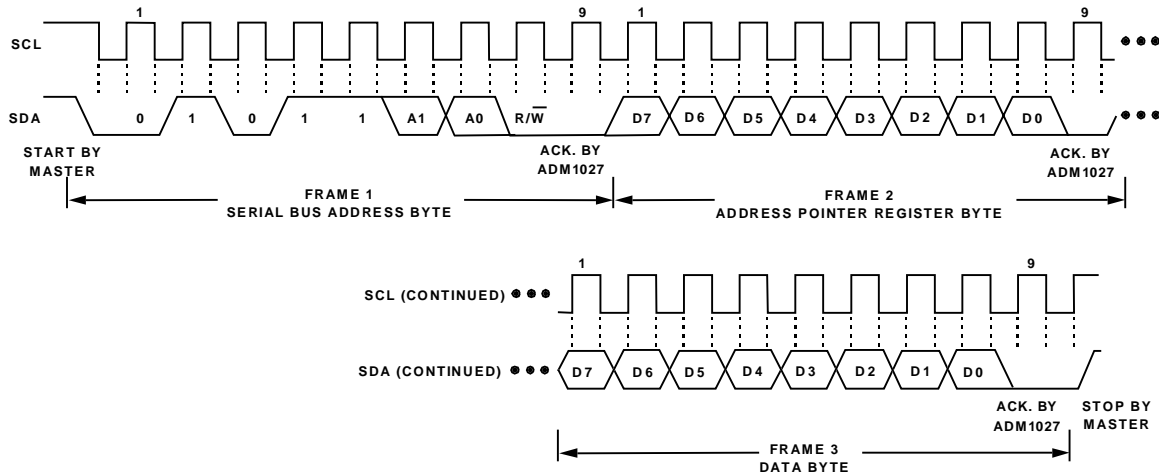 1 9 1 9
SCL
SDA 0 1 0 1 1 A1 A0 R/W̅ D7 D6 D5 D4 D3 D2 D1 D0
START BY
MASTER
ACK. BY
ADM1027
ACK. BY
ADM1027
FRAME 1
SERIAL BUS ADDRESS BYTE
FRAME 2
ADDRESS POINTER REGISTER BYTE
1 9
SCL (CONTINUED)
SDA (CONTINUED) D7 D6 D5 D4 D3 D2 D1 D0
ACK. BY
ADM1027
STOP BY
MASTER
FRAME 3
DATA BYTE